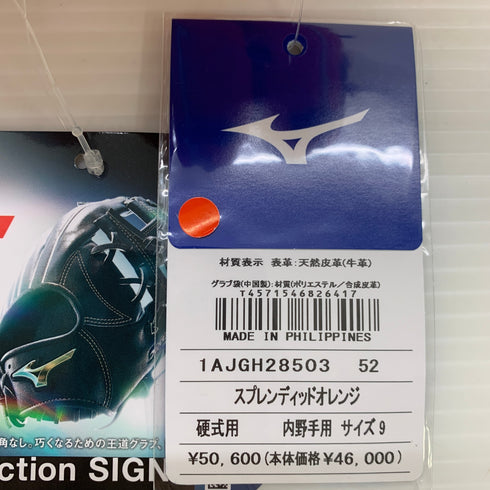 材質表示 表革:天然皮革(牛革)
グラブ袋(中国製):材質(ポリエステル/合成皮革)
T4571546826417
MADE IN PHILIPPINES
1AJGH28503 52
スプレンディッドオレンジ
硬式用 内野手用 サイズ9
¥50,600(本体価格¥46,000)
角なし。巧くなるための王道グラブ、
ction SIGN